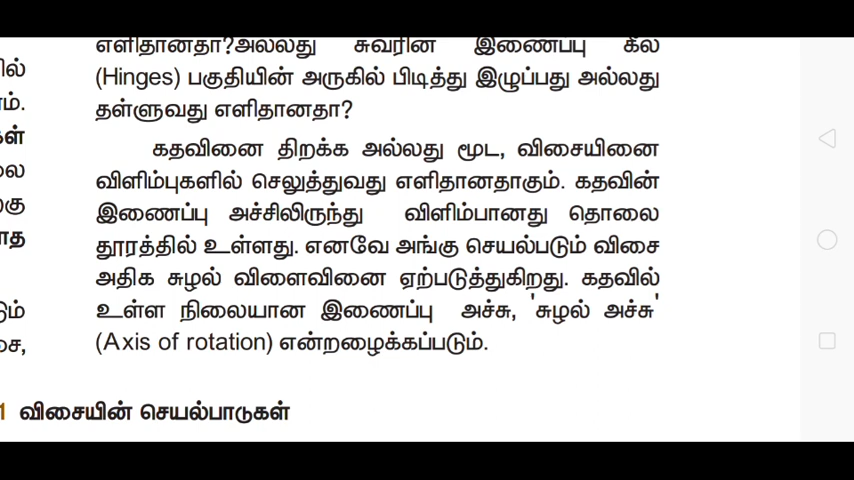 எளிதானதா?அல்லது சுவரின் இணைப்பு கீல்
ில்
(Hinges) பகுதியின் அருகில் பிடித்து இழுப்பது அல்லது
தள்ளுவது எளிதானதா?
கதவினை திறக்க அல்லது மூட, விசையினை
விளிம்புகளில் செலுத்துவது எளிதானதாகும். கதவின்
இணைப்பு அச்சிலிருந்து விளிம்பானது தொலை
தூரத்தில் உள்ளது. எனவே அங்கு செயல்படும் விசை
அதிக சுழல் விளைவினை ஏற்படுத்துகிறது. கதவில்
உள்ள நிலையான இணைப்பு அச்சு, 'சுழல் அச்சு'
(Axis of rotation) என்றழைக்கப்படும்.
1 விசையின் செயல்பாடுகள்